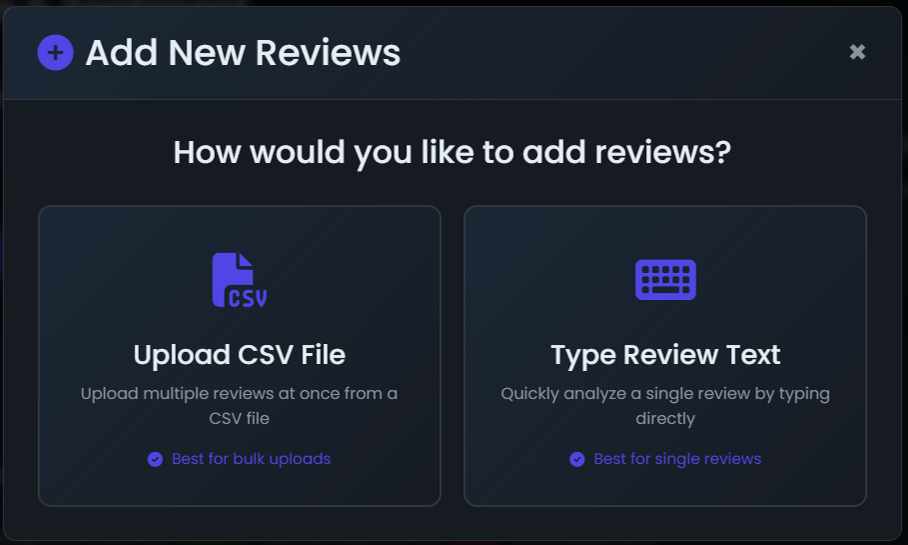 Add New Reviews
How would you like to add reviews?
CSV
Upload CSV File
Upload multiple reviews at once from a
CSV file
Best for bulk uploads
Type Review Text
Quickly analyze a single review by typing
directly
Best for single reviews